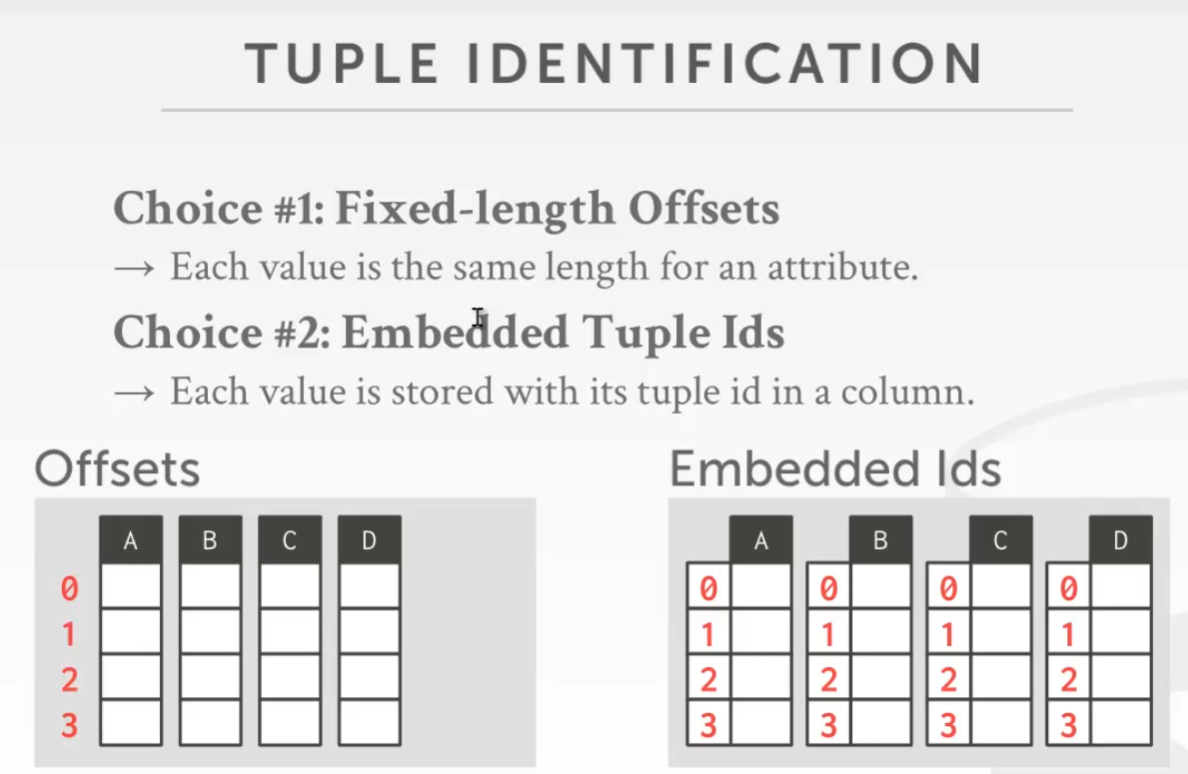 TUPLE IDENTIFICATION
Choice #1: Fixed-length Offsets
→ Each value is the same length for an attribute.
Choice #2: Embedded Tuple Ids
→ Each value is stored with its tuple id in a column.
Offsets
A B C D
0
1
2
3
Embedded Ids
A B C D
0 0 0 0
1 1 1 1
2 2 2 2
3 3 3 3